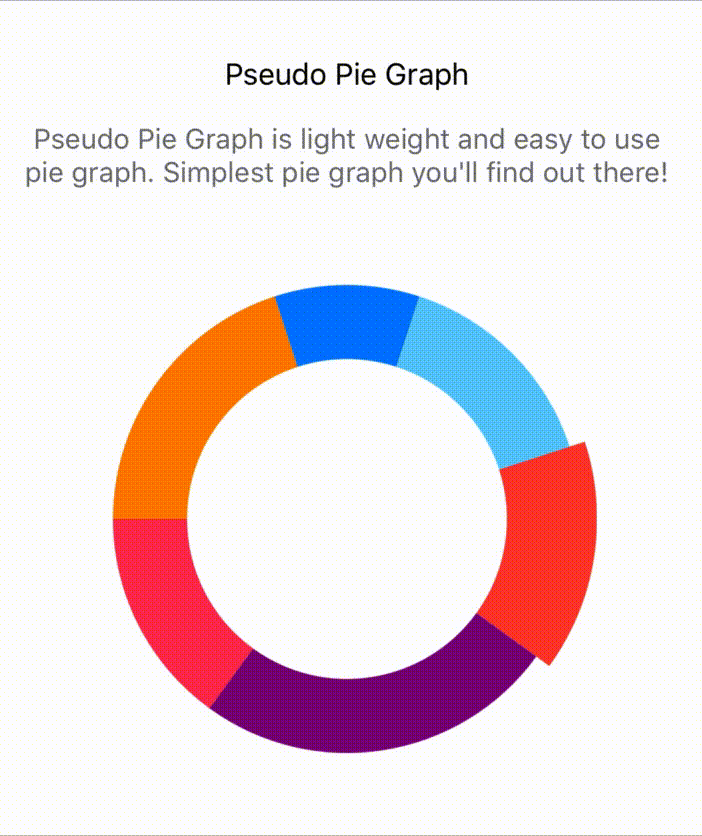 Pseudo Pie Graph
Pseudo Pie Graph is light weight and easy to use
pie graph. Simplest pie graph you'll find out there!